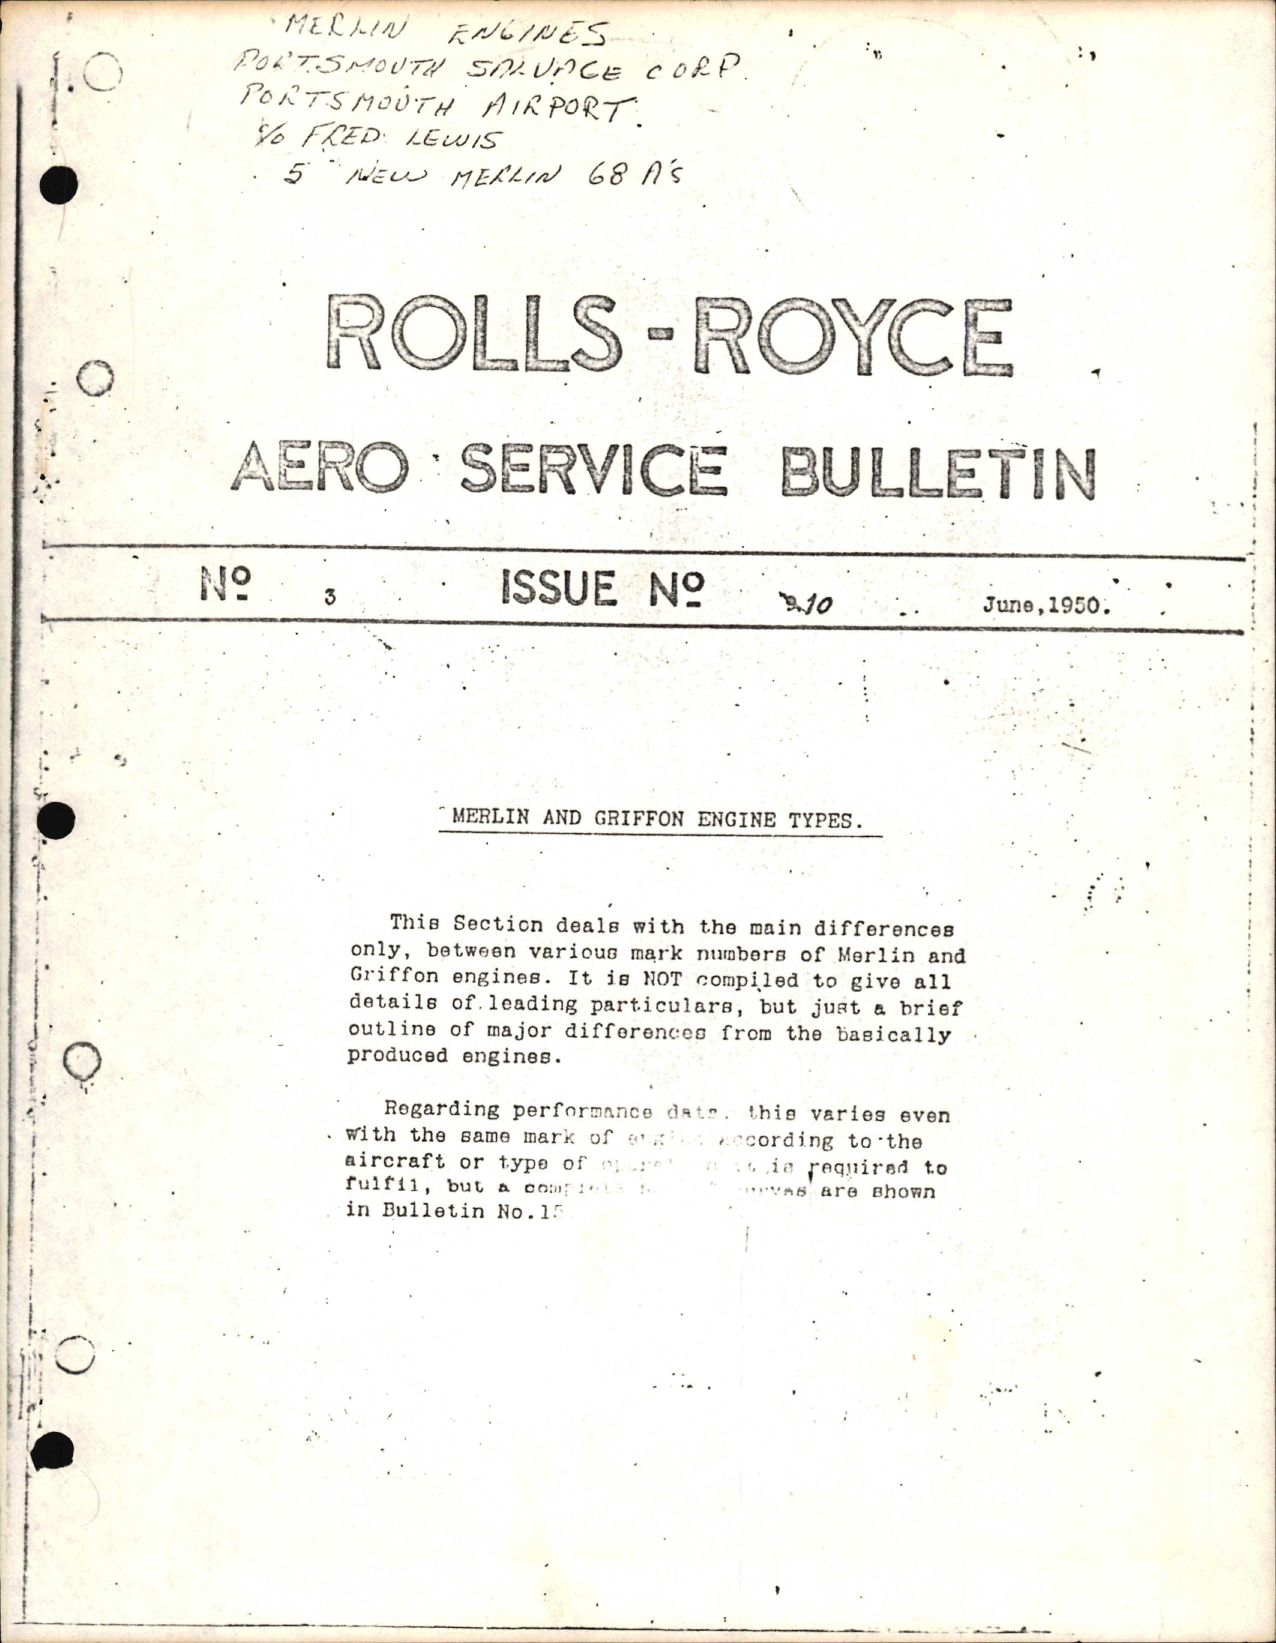 MERLIN ENGINES
PORTSMOUTH SALVAGE CORP.
PORTSMOUTH AIRPORT.
c/o FRED LEWIS
5 NEW MERLIN 68 A's
ROLLS-ROYCE
AERO SERVICE BULLETIN
No 3 ISSUE No 10 June,1950.
MERLIN AND GRIFFON ENGINE TYPES.
This Section deals with the main differences
only, between various mark numbers of Merlin and
Griffon engines. It is NOT compiled to give all
details of leading particulars, but just a brief
outline of major differences from the basically
produced engines.
Regarding performance data, this varies even
with the same mark of engine according to the
aircraft or type of is required to
fulfil, but a complete curves are shown
in Bulletin No.15